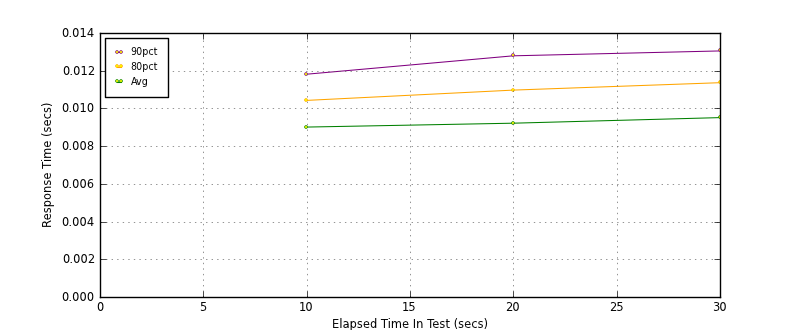 0.014
0.012
0.010
0.008
0.006
0.004
0.002
0.000
Response Time (secs)
90pct
80pct
Avg
0 5 10 15 20 25 30
Elapsed Time In Test (secs)